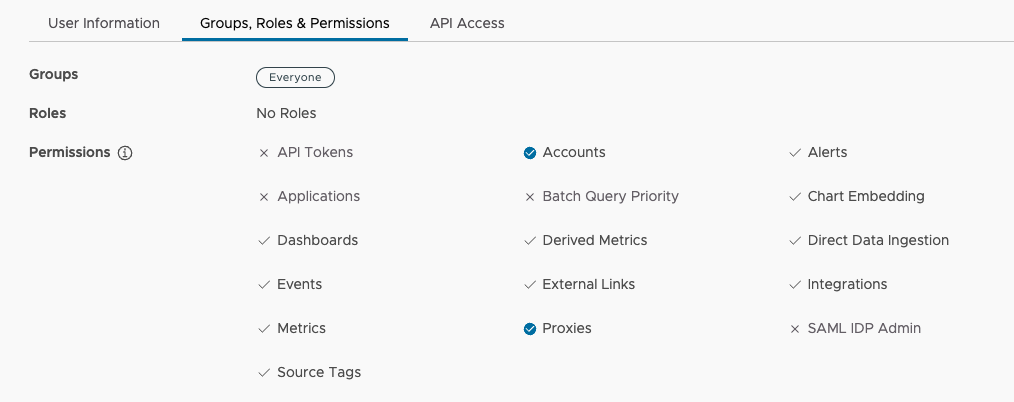 User Information Groups, Roles & Permissions API Access
Groups Everyone
Roles No Roles
Permissions API Tokens Accounts Alerts
Applications Batch Query Priority Chart Embedding
Dashboards Derived Metrics Direct Data Ingestion
Events External Links Integrations
Metrics Proxies SAML IDP Admin
Source Tags